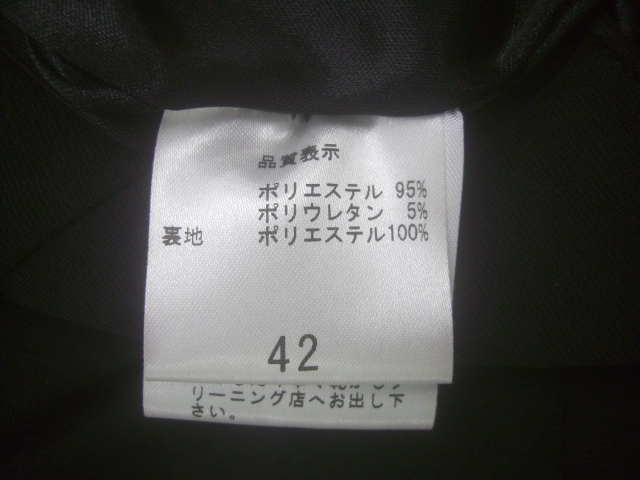 品質表示
ポリエステル 95%
ポリウレタン 5%
裏地 ポリエステル100%
42
リーニング店へお出し下
さい。